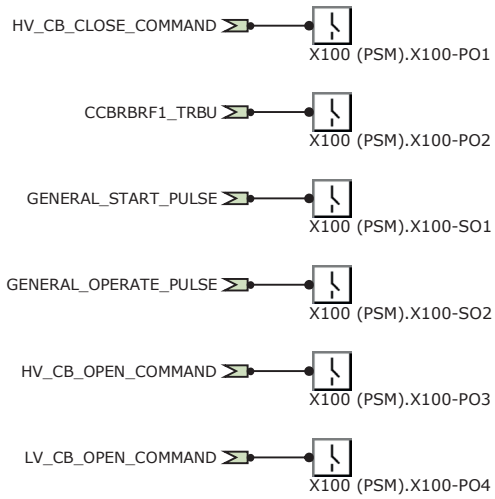 HV_CB_CLOSE_COMMAND
X100 (PSM).X100-PO1
CCBRBRF1_TRBU
X100 (PSM).X100-PO2
GENERAL_START_PULSE
X100 (PSM).X100-SO1
GENERAL_OPERATE_PULSE
X100 (PSM).X100-SO2
HV_CB_OPEN_COMMAND
X100 (PSM).X100-PO3
LV_CB_OPEN_COMMAND
X100 (PSM).X100-PO4